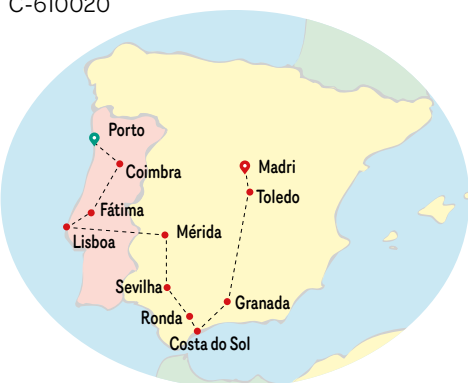 C-610020
Porto
Coimbra
Madri
Toledo
Fátima
Lisboa
Mérida
Sevilha
Granada
Ronda
Costa do Sol